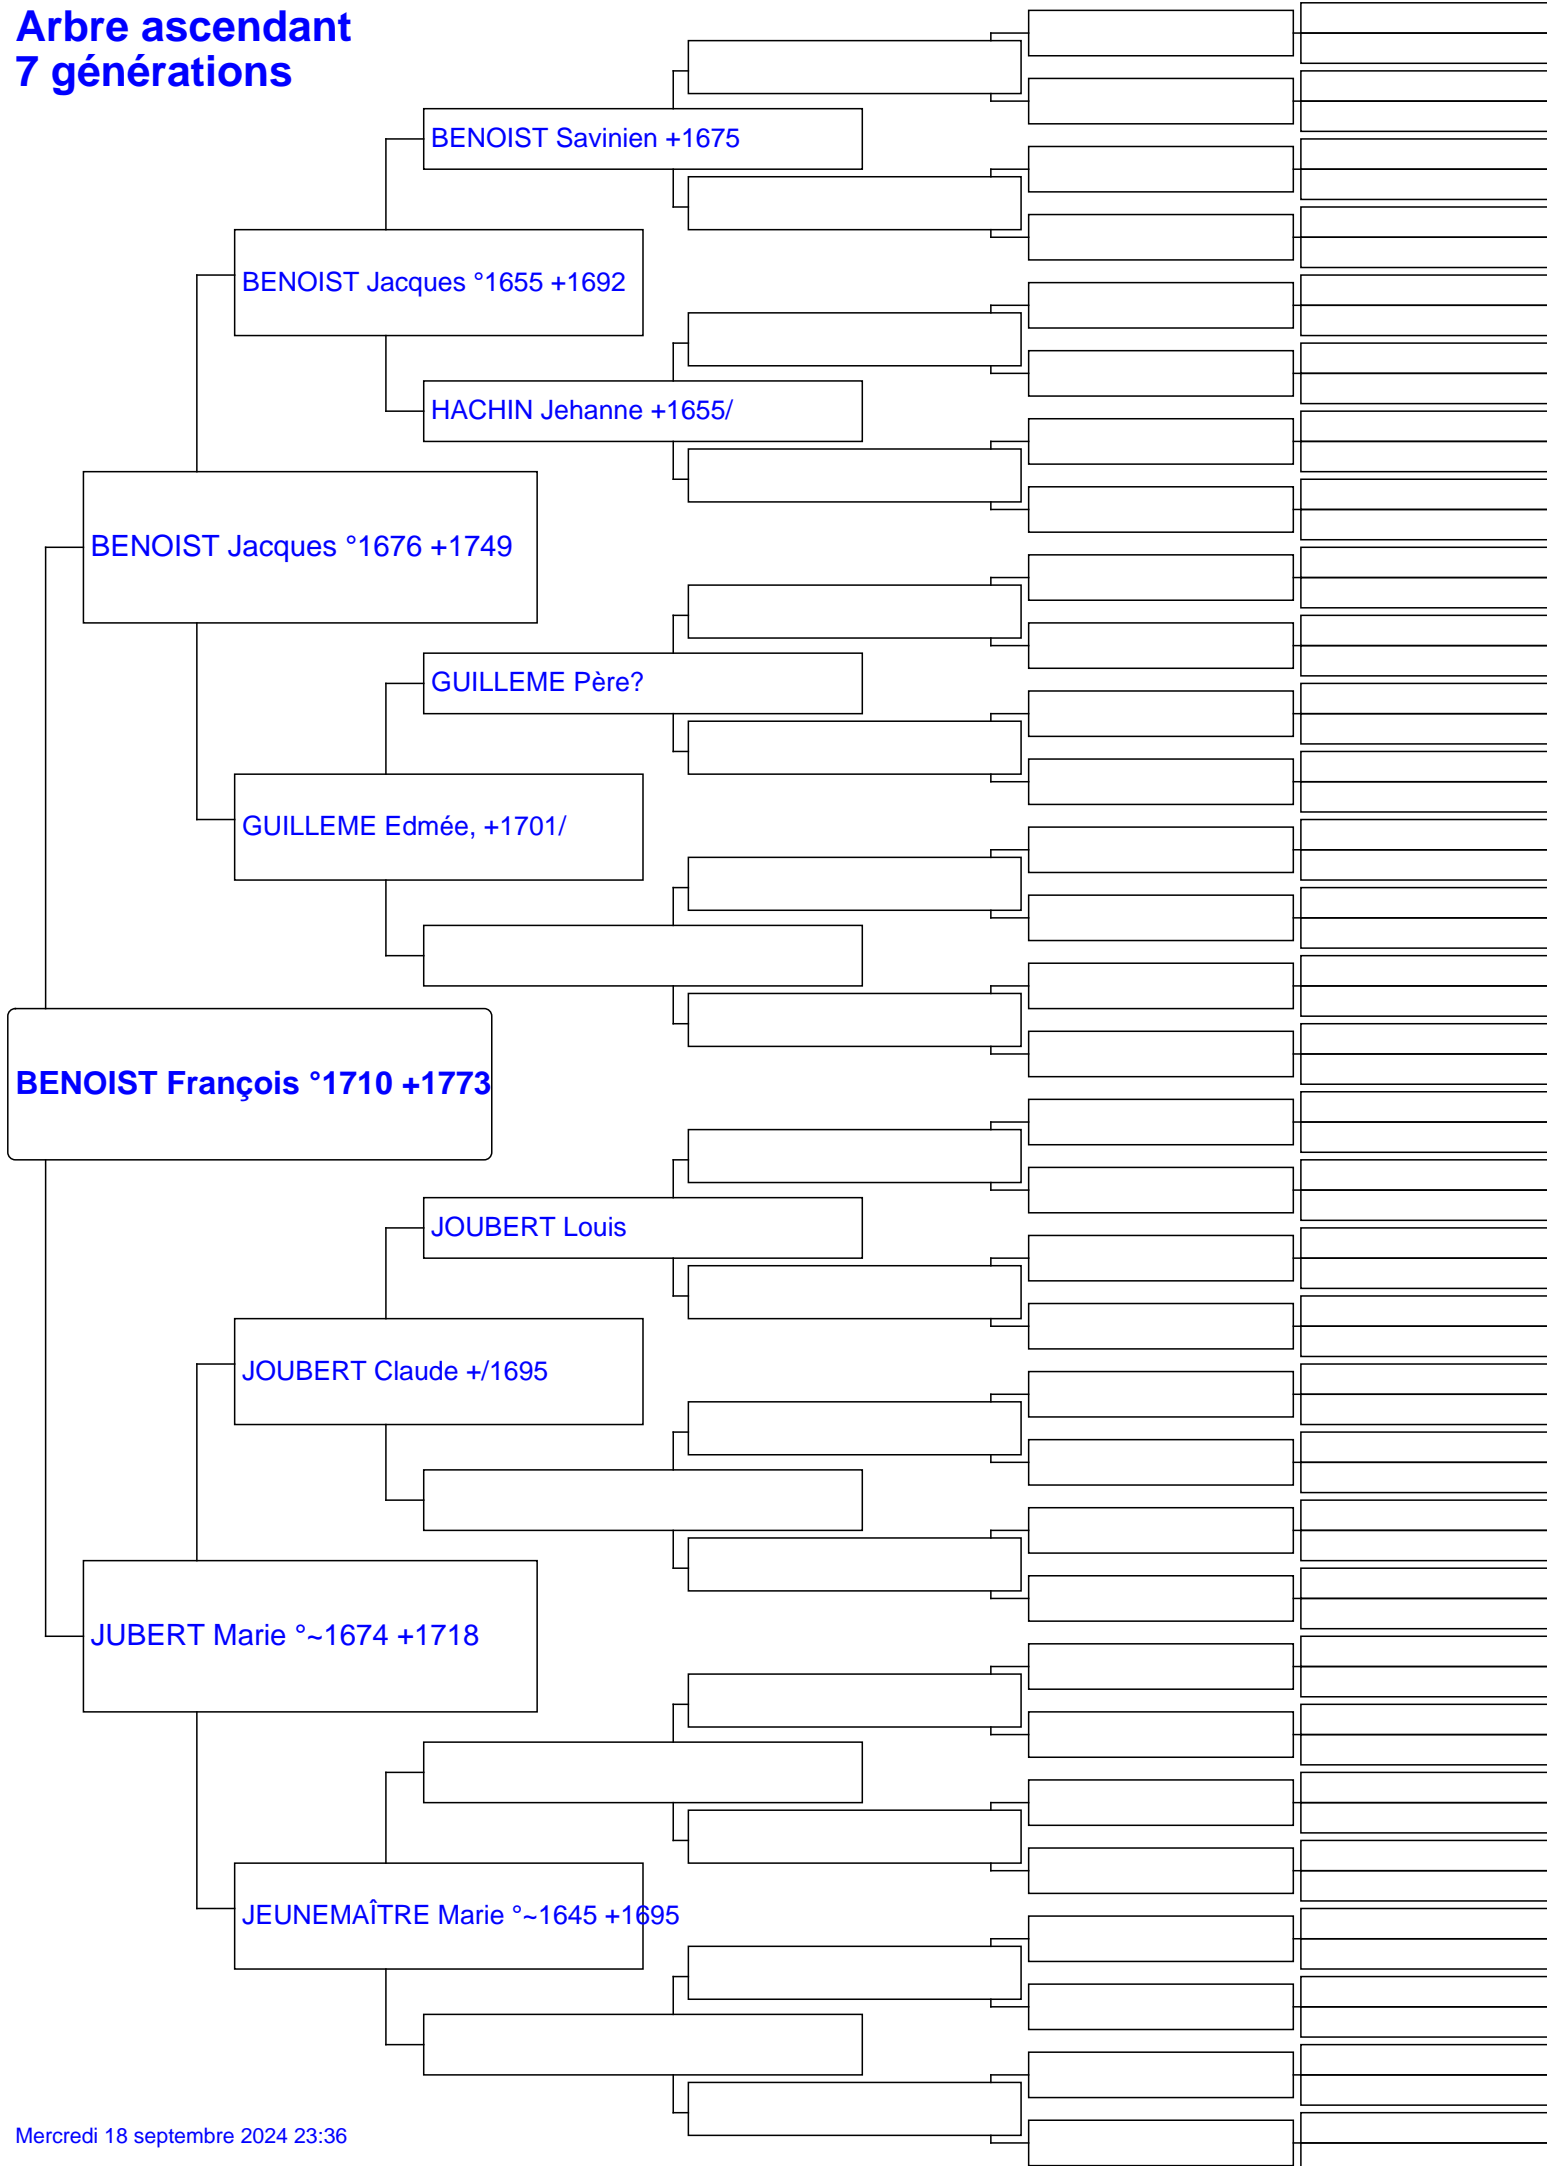 Arbre ascendant
7 générations
BENOIST Savinien +1675
BENOIST Jacques °1655 +1692
HACHIN Jehanne +1655/
BENOIST Jacques °1676 +1749
GUILLEME Père?
GUILLEME Edmée, +1701/
BENOIST François °1710 +1773
JOUBERT Louis
JOUBERT Claude +/1695
JUBERT Marie °~1674 +1718
JEUNEMAÎTRE Marie °~1645 +1695
Mercredi 18 septembre 2024 23:36